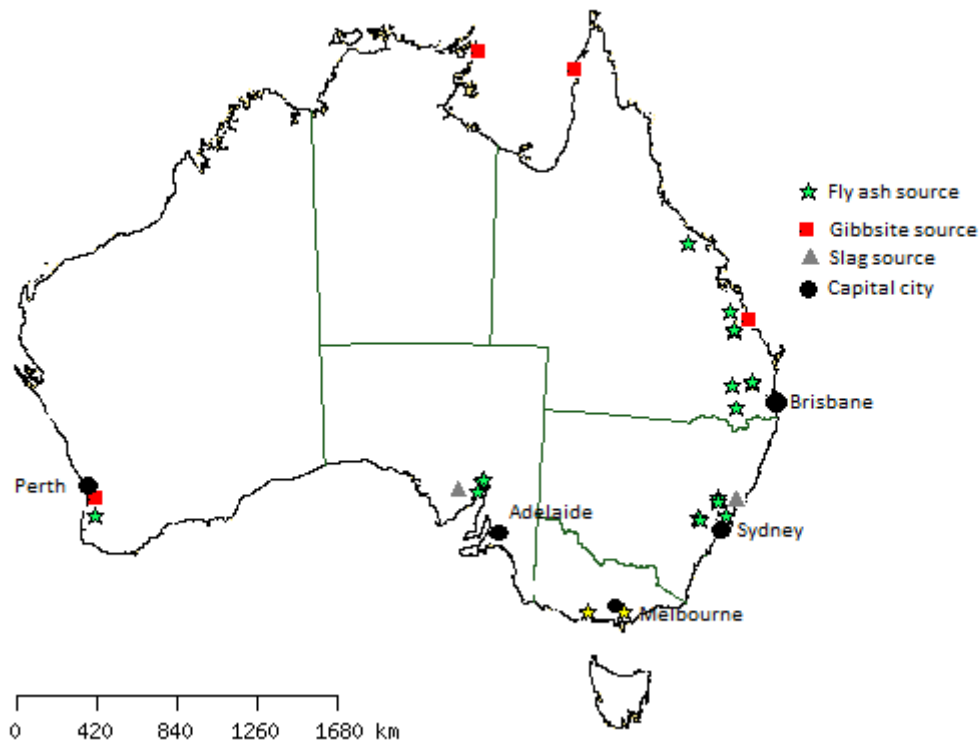 Fly ash source
Gibbsite source
Slag source
Capital city
Brisbane
Perth
Adelaide
Sydney
Melbourne
0 420 840 1260 1680 km